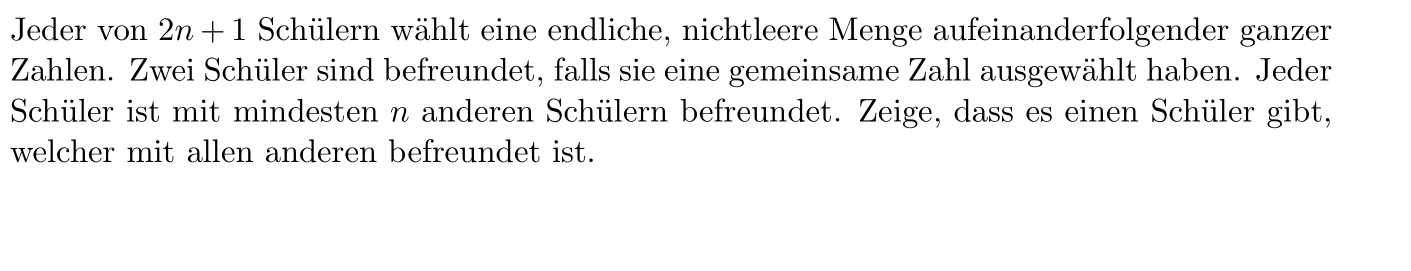 Jeder von 2n + 1 Schülern wählt eine endliche, nichtleere Menge aufeinanderfolgender ganzer
Zahlen. Zwei Schüler sind befreundet, falls sie eine gemeinsame Zahl ausgewählt haben. Jeder
Schüler ist mit mindesten n anderen Schülern befreundet. Zeige, dass es einen Schüler gibt,
welcher mit allen anderen befreundet ist.